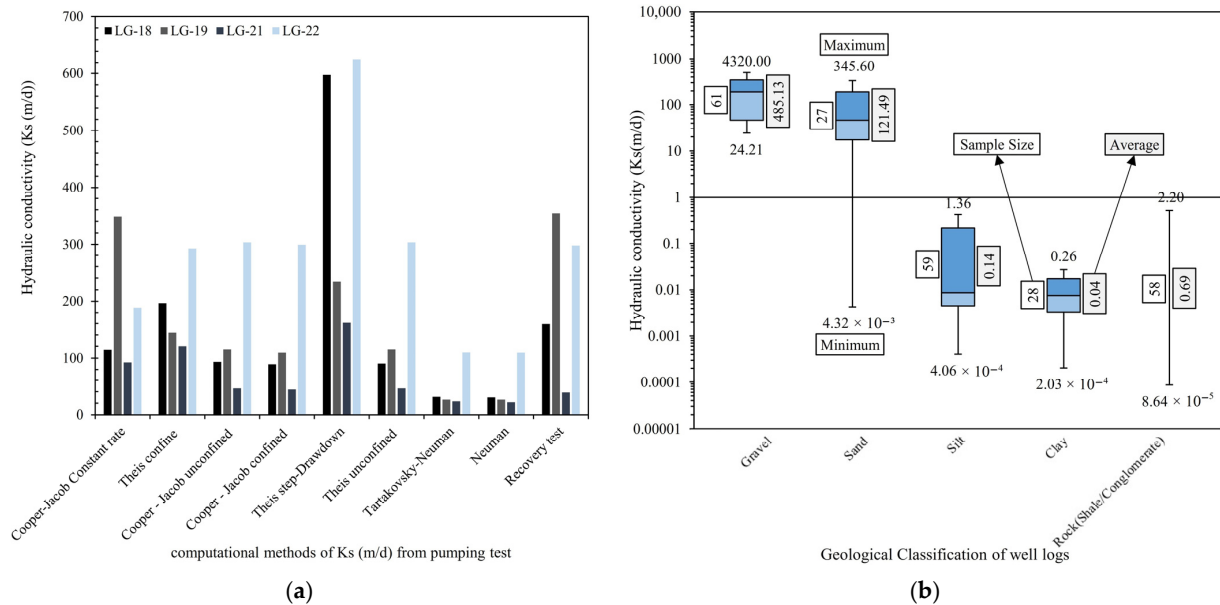 700
600
500
400
300
200
100
0
Hydraulic conductivity (Ks (m/d))
LG-18 LG-19 LG-21 LG-22
Cooper-Jacob Constant rate
Theis confine
Cooper - Jacob unconfined
Cooper - Jacob confined
Theis step-Drawdown
Theis unconfined
Tartakovsky-Neuman
Neuman
Recovery test
computational methods of Ks (m/d) from pumping test
(a)
10,000
1000
100
10
1
0.1
0.01
0.001
0.0001
0.00001
Hydraulic conductivity (Ks(m/d))
4320.00
61
485.13
24.21
Maximum
345.60
27
121.49
4.32 × 10⁻³
Minimum
Sample Size
Average
1.36
59
0.14
4.06 × 10⁻⁴
0.26
28
0.04
2.03 × 10⁻⁴
2.20
58
0.69
8.64 × 10⁻⁵
Gravel
Sand
Silt
Clay
Rock(Shale/Conglomerate)
Geological Classification of well logs
(b)